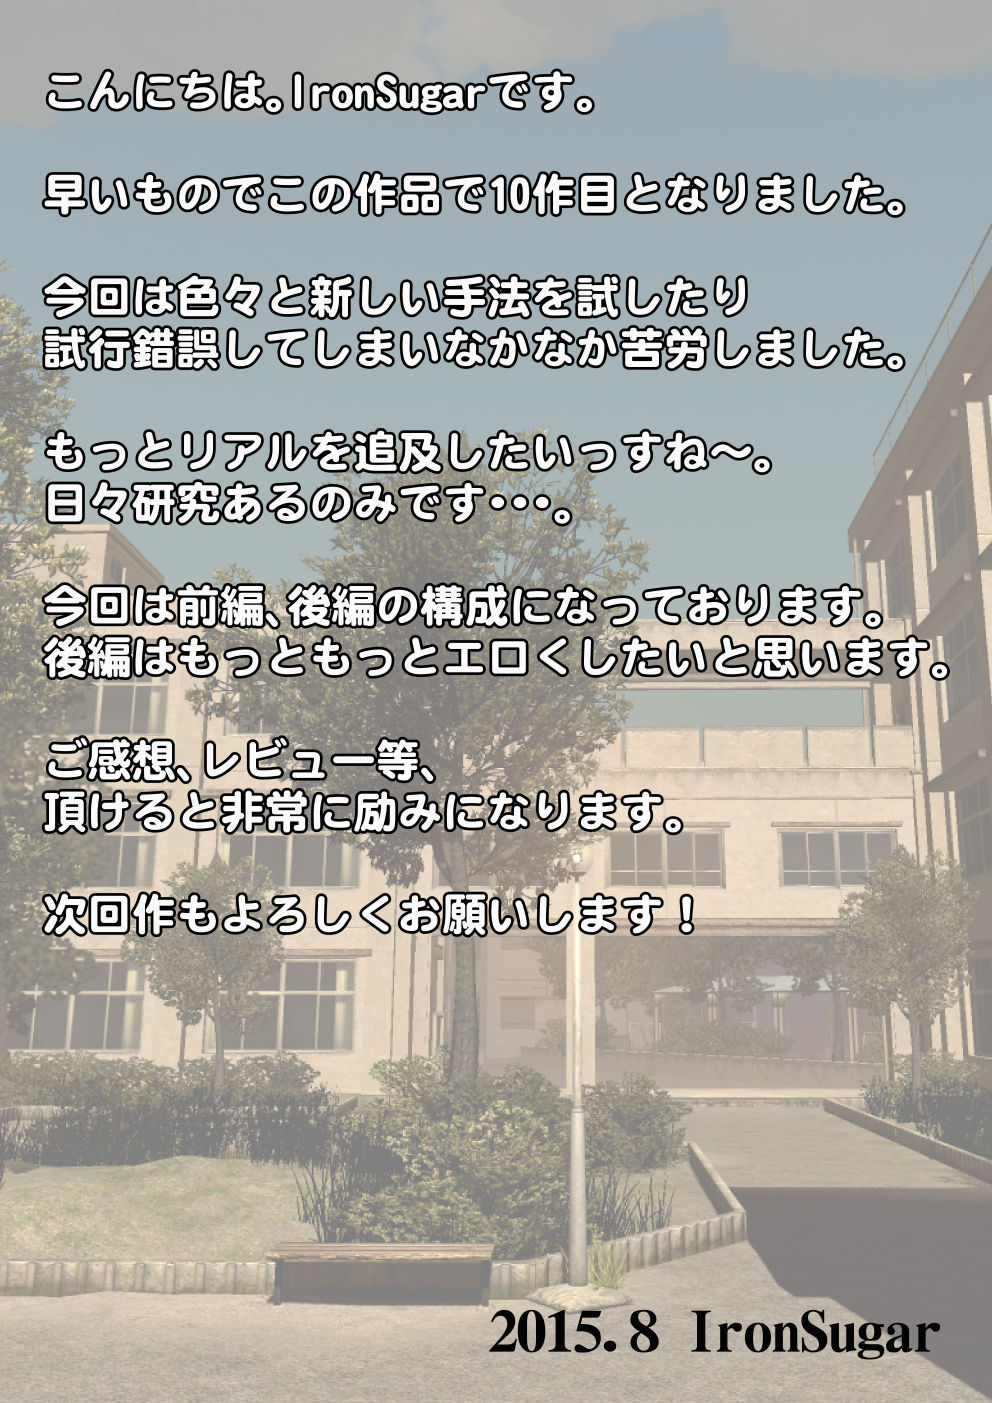 こんにちは。IronSugarです。
早いものでこの作品で10作目となりました。
今回は色々と新しい手法を試したり
試行錯誤してしまいなかなか苦労しました。
もっとリアルを追及したいっすね～。
日々研究あるのみです・・・。
今回は前編、後編の構成になっております。
後編はもっともっとエロくしたいと思います。
ご感想、レビュー等、
頂けると非常に励みになります。
次回作もよろしくお願いします！
2015.8 IronSugar